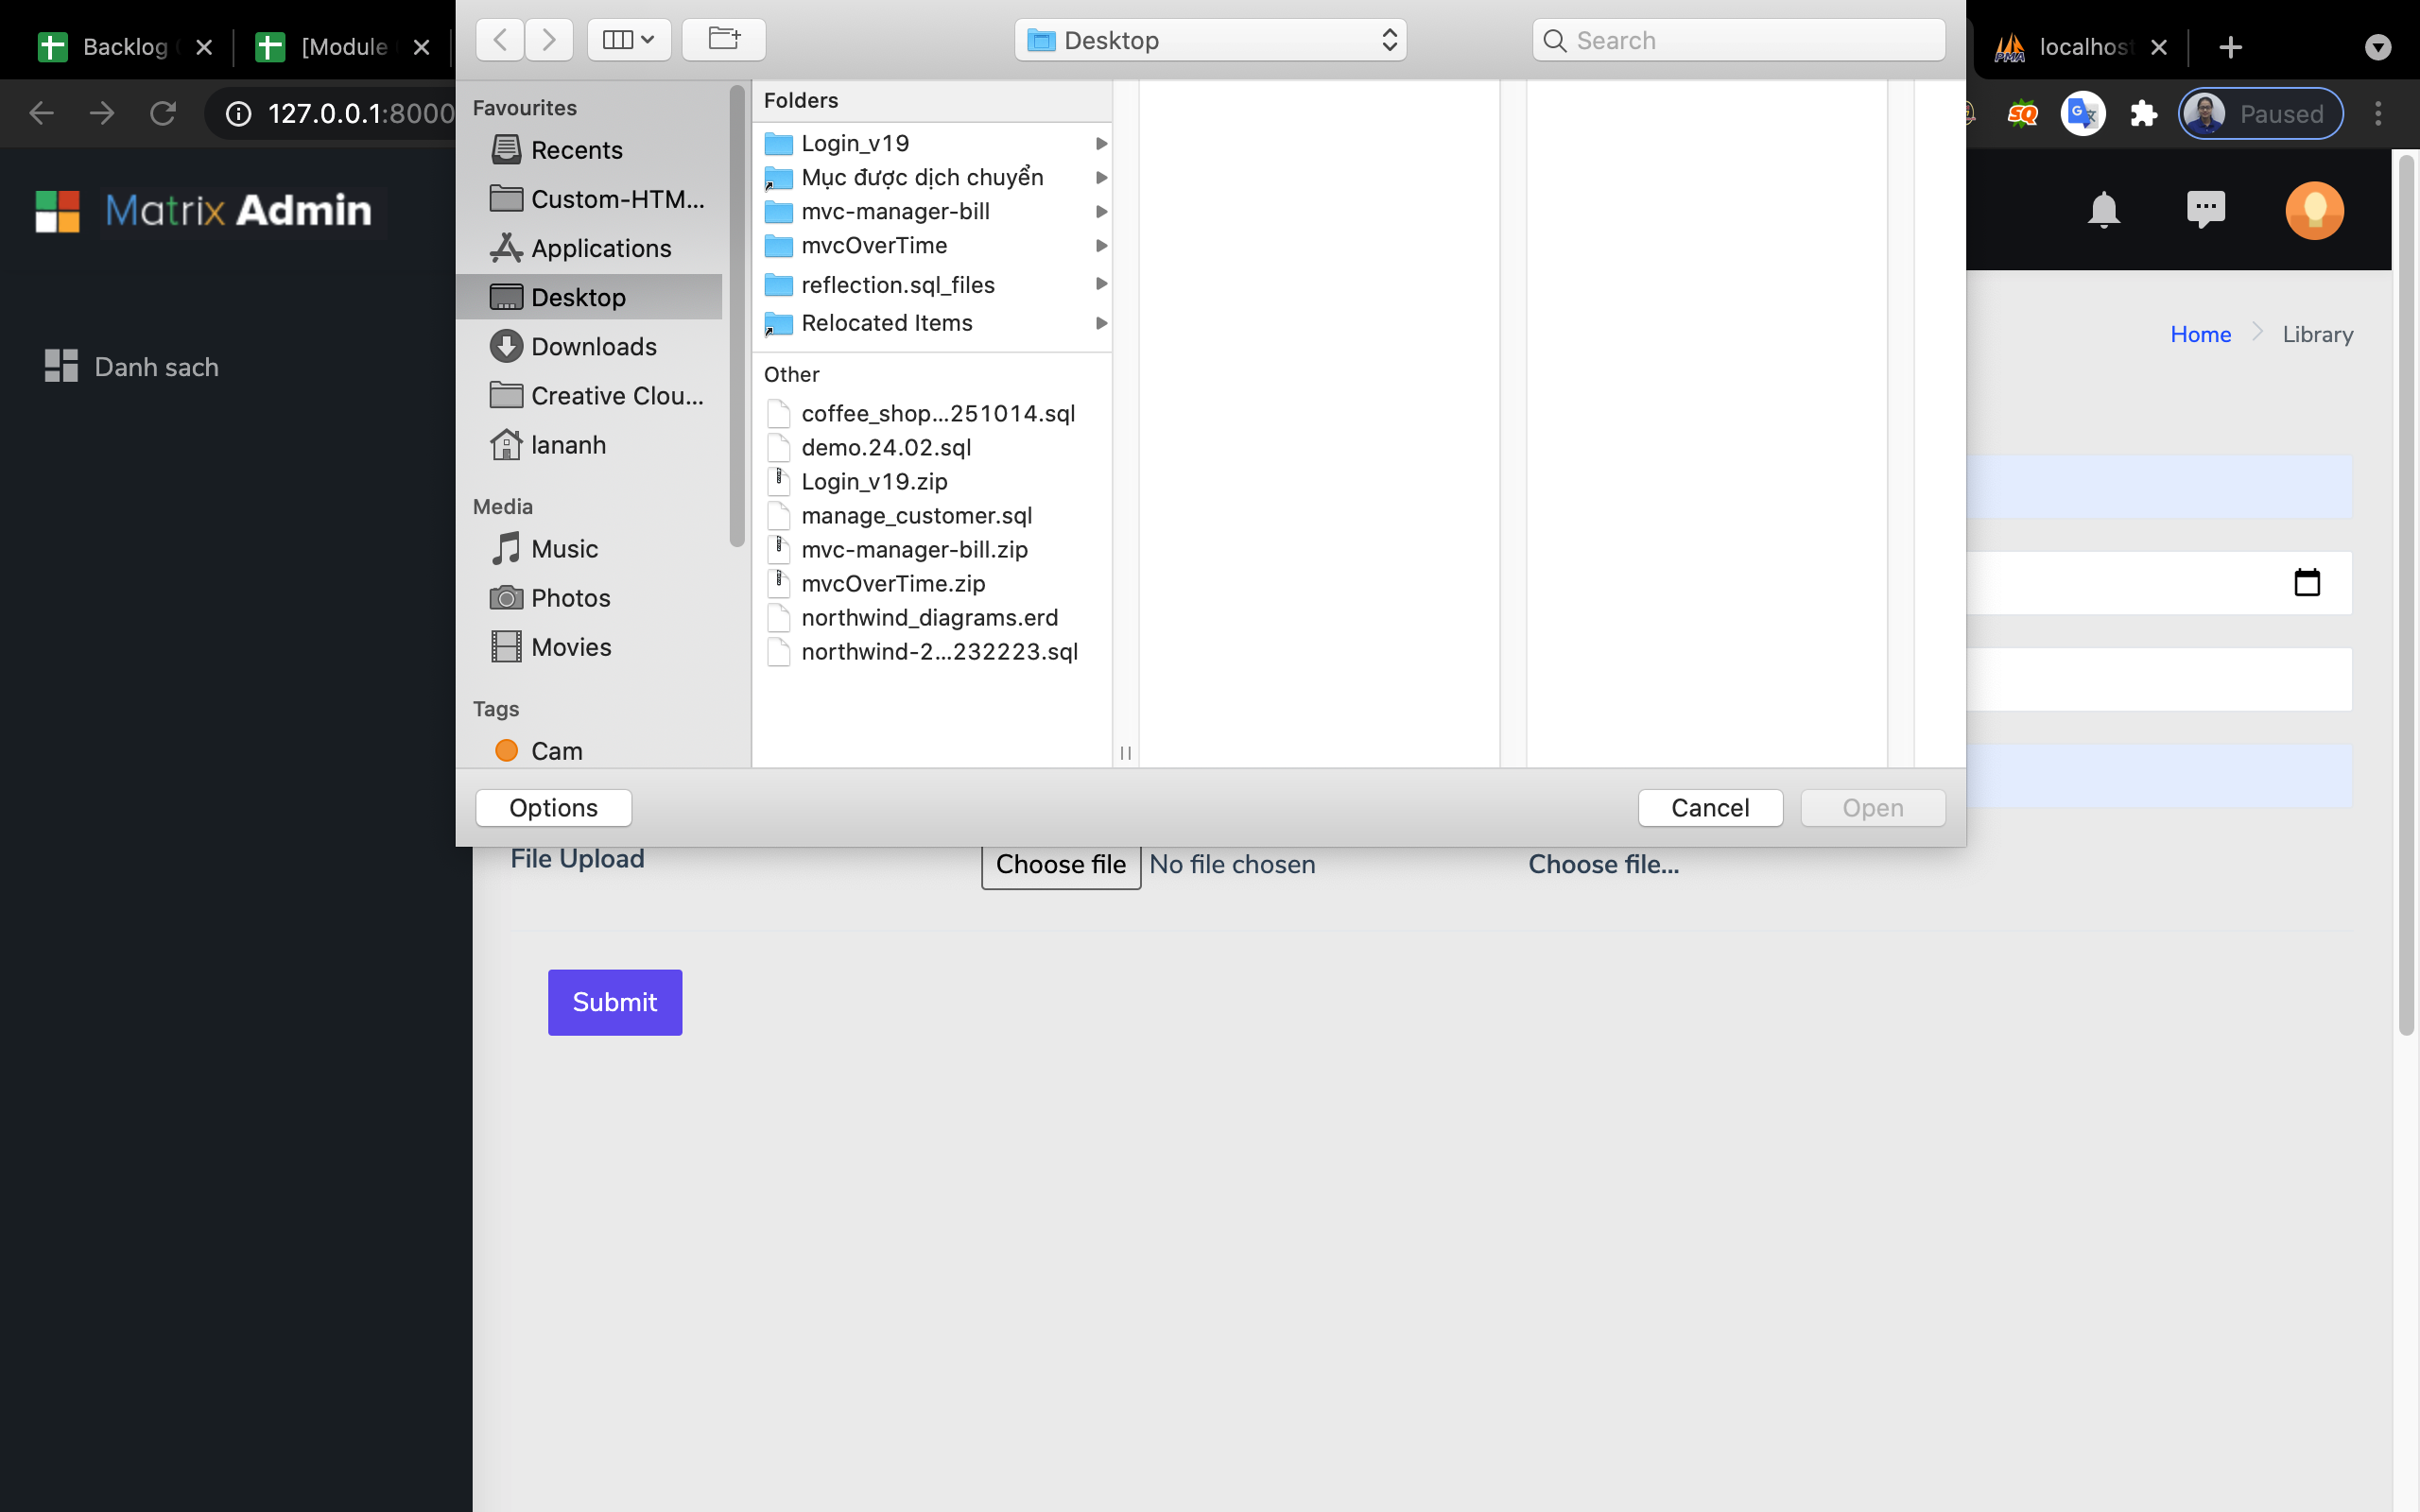 Backlog
[Module
Desktop
Search
localhost
127.0.0.1:8000
SQ
Paused
Matrix Admin
Danh sach
Favourites
Recents
Custom-HTM...
Applications
Desktop
Downloads
Creative Clou...
lananh
Media
Music
Photos
Movies
Tags
Cam
Folders
Login_v19
Mục được dịch chuyển
mvc-manager-bill
mvcOverTime
reflection.sql_files
Relocated Items
Other
coffee_shop...251014.sql
demo.24.02.sql
Login_v19.zip
manage_customer.sql
mvc-manager-bill.zip
mvcOverTime.zip
northwind_diagrams.erd
northwind-2...232223.sql
Home
Library
Options
Cancel
Open
File Upload
Choose file No file chosen
Choose file...
Submit